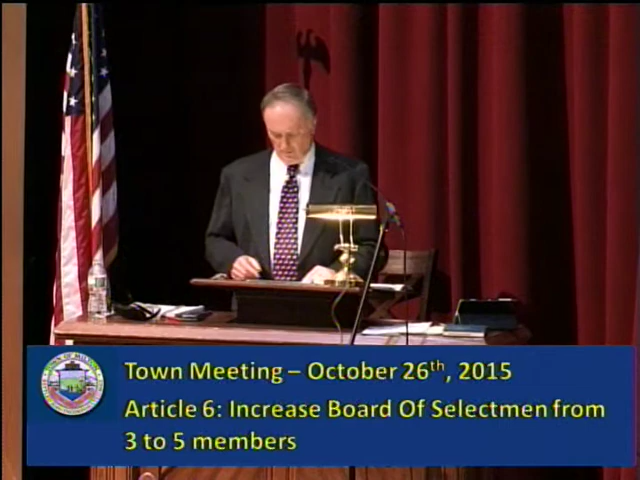 Town Meeting – October 26th, 2015
Article 6: Increase Board Of Selectmen from
3 to 5 members